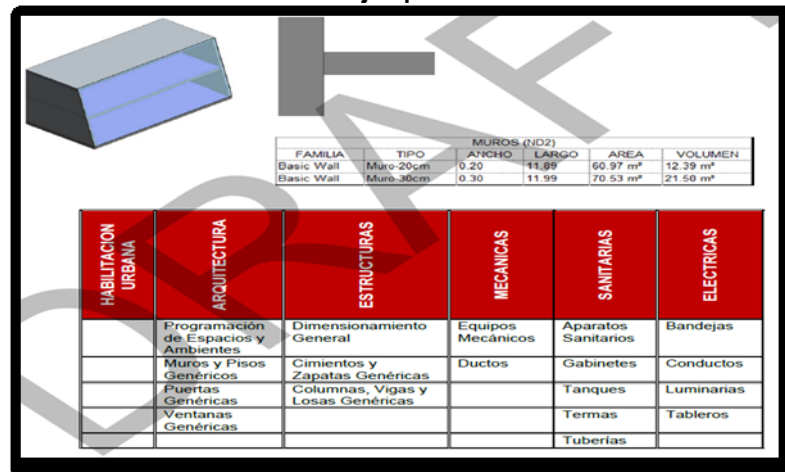 DRAFT
MUROS (ND2)
FAMILIA TIPO ANCHO LARGO AREA VOLUMEN
Basic Wall Muro-20cm 0.20 11.89 60.97 m² 12.39 m³
Basic Wall Muro-30cm 0.30 11.99 70.53 m² 21.50 m³
HABILITACION URBANA ARQUITECTURA ESTRUCTURAS MECANICAS SANITARIAS ELECTRICAS
Programación de Espacios y Ambientes Dimensionamiento General Equipos Mecánicos Aparatos Sanitarios Bandejas
Muros y Pisos Genéricos Cimientos y Zapatas Genéricas Ductos Gabinetes Conductos
Puertas Genéricas Columnas, Vigas y Losas Genéricas Tanques Luminarias
Ventanas Genéricas Termas Tableros
Tuberías